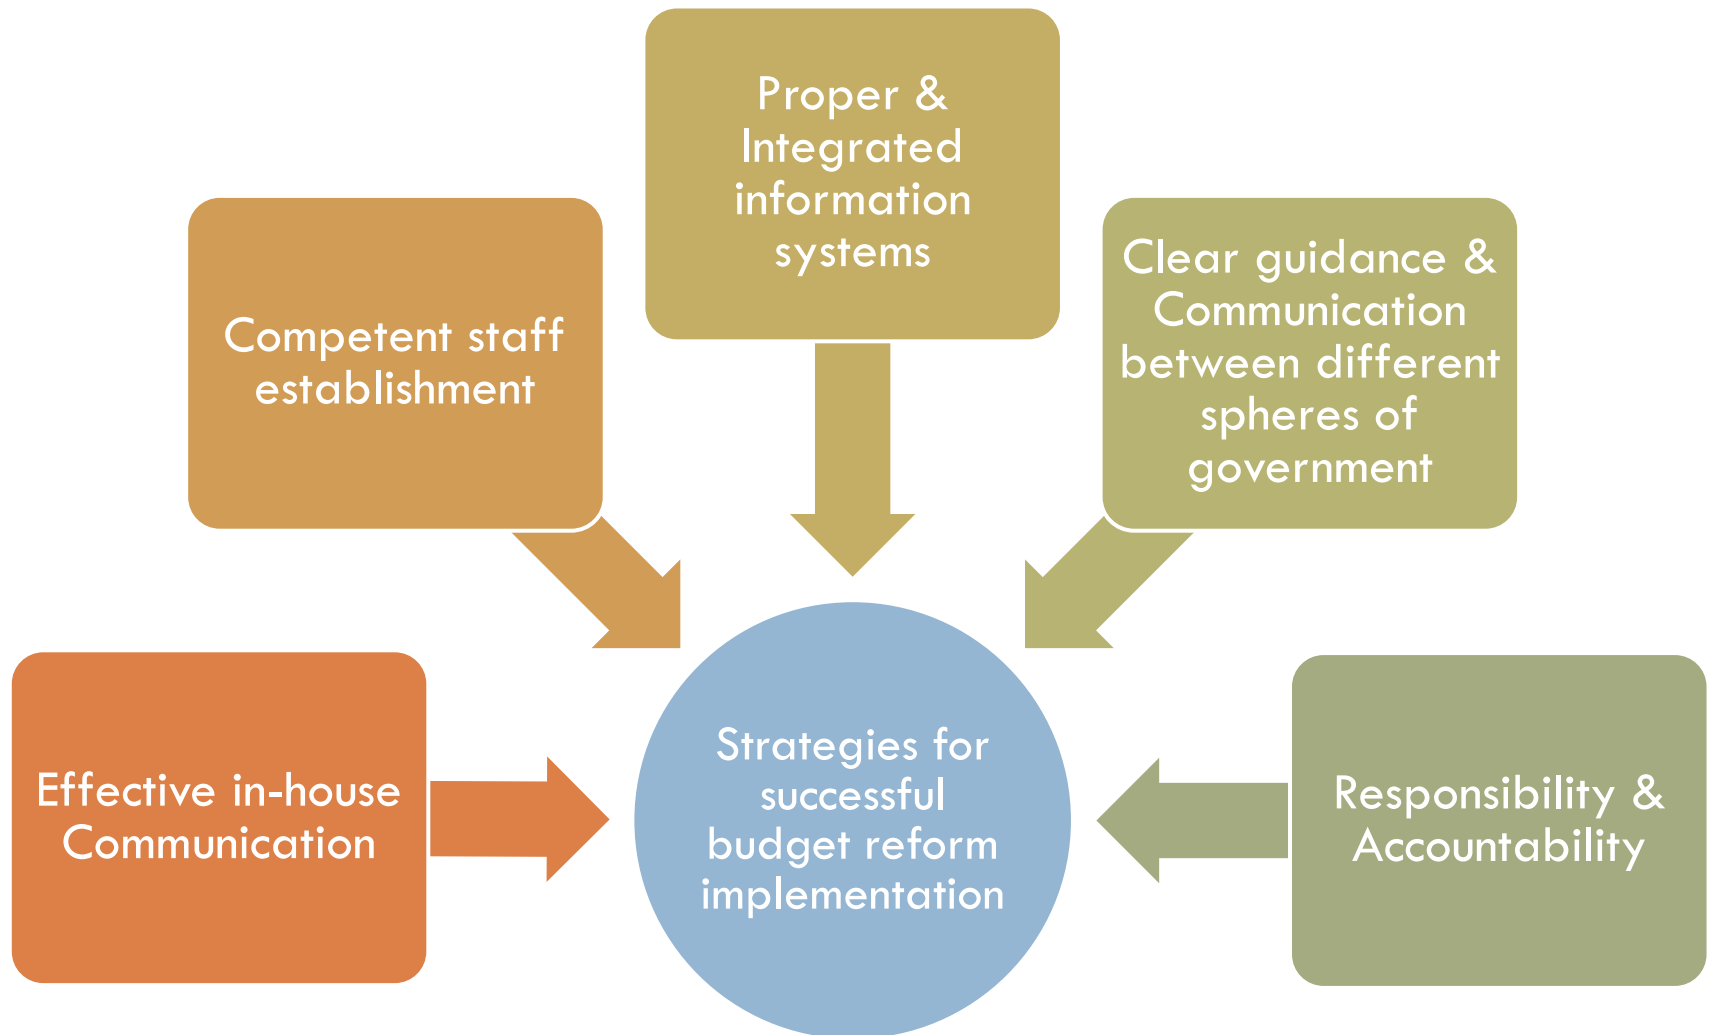 Proper &
Integrated
information
systems
Competent staff
establishment
Clear guidance &
Communication
between different
spheres of
government
Effective in-house
Communication
Strategies for
successful
budget reform
implementation
Responsibility &
Accountability